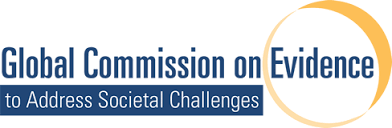 Global Commission on Evidence
to Address Societal Challenges